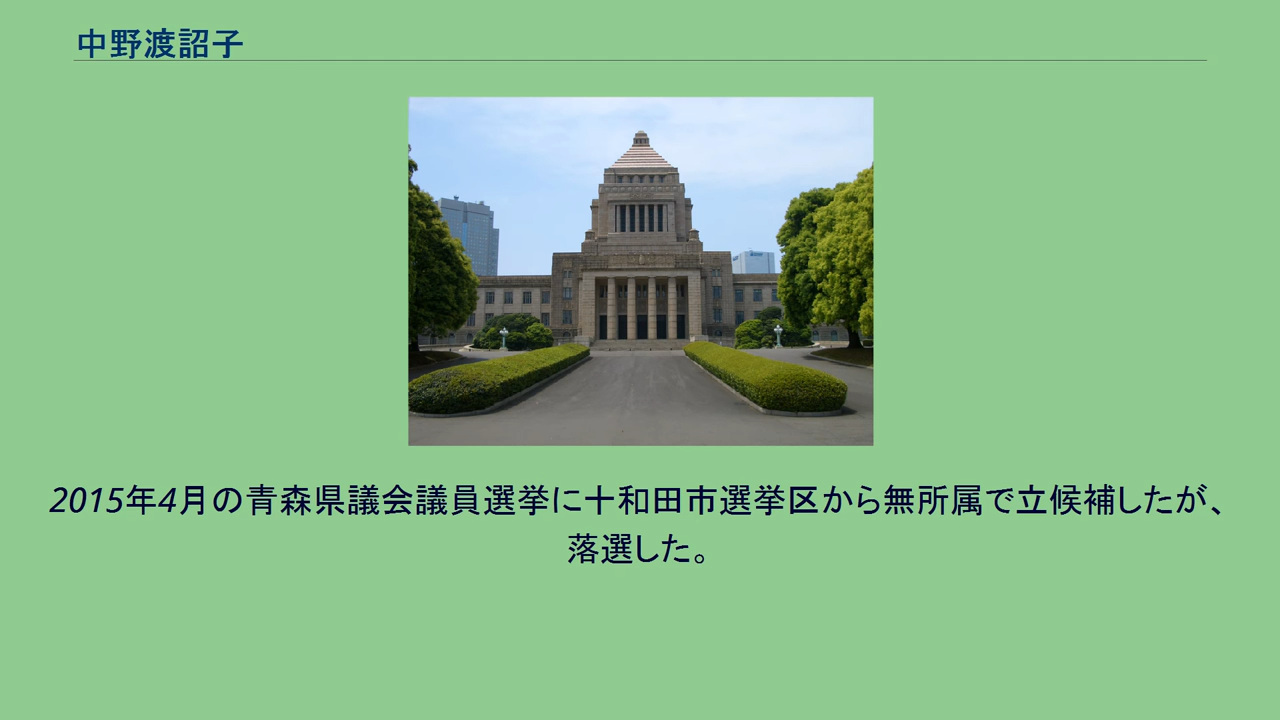 中野渡詔子
2015年4月の青森県議会議員選挙に十和田市選挙区から無所属で立候補したが、
落選した。